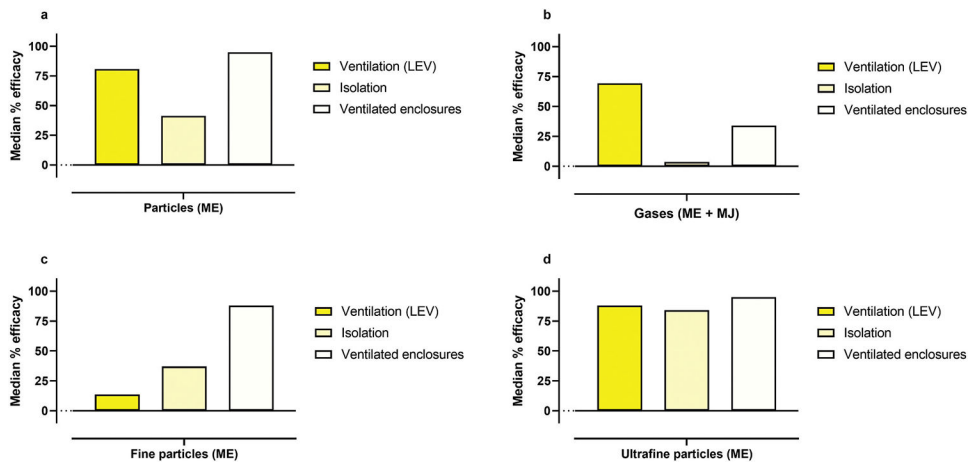 a
Median % efficacy
100
75
50
25
0
Particles (ME)
Ventilation (LEV)
Isolation
Ventilated enclosures
b
Median % efficacy
100
75
50
25
0
Gases (ME + MJ)
Ventilation (LEV)
Isolation
Ventilated enclosures
c
Median % efficacy
100
75
50
25
0
Fine particles (ME)
Ventilation (LEV)
Isolation
Ventilated enclosures
d
Median % efficacy
100
75
50
25
0
Ultrafine particles (ME)
Ventilation (LEV)
Isolation
Ventilated enclosures